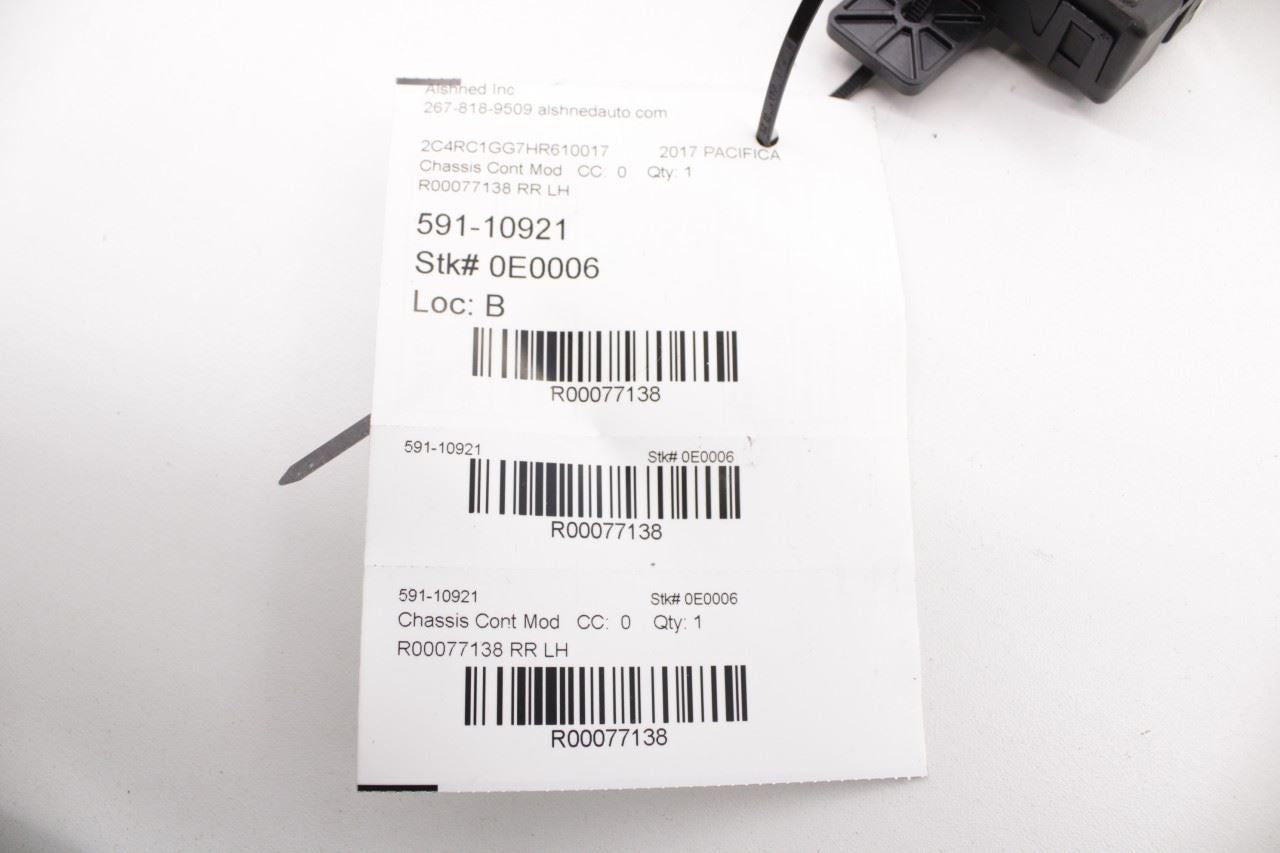 Alshned Inc
267-818-9509 alshnedauto.com
2C4RC1GG7HR610017 2017 PACIFICA
Chassis Cont Mod CC: 0 Qty: 1
R00077138 RR LH
591-10921
Stk# 0E0006
Loc: B
R00077138
591-10921 Stk# 0E0006
R00077138
591-10921 Stk# 0E0006
Chassis Cont Mod CC: 0 Qty: 1
R00077138 RR LH
R00077138